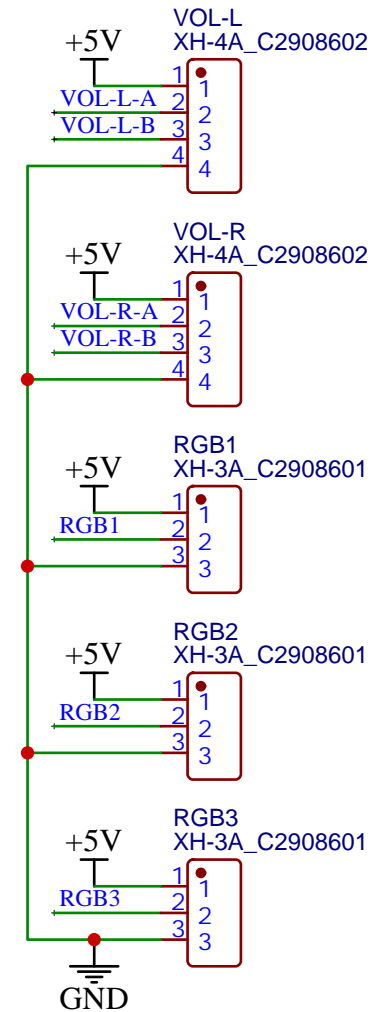 VOL-L
XH-4A_C2908602
+5V
1 1
VOL-L-A 2 2
VOL-L-B 3 3
4 4
VOL-R
XH-4A_C2908602
+5V
1 1
VOL-R-A 2 2
VOL-R-B 3 3
4 4
RGB1
XH-3A_C2908601
+5V
1 1
RGB1 2 2
3 3
RGB2
XH-3A_C2908601
+5V
1 1
RGB2 2 2
3 3
RGB3
XH-3A_C2908601
+5V
1 1
RGB3 2 2
3 3
GND